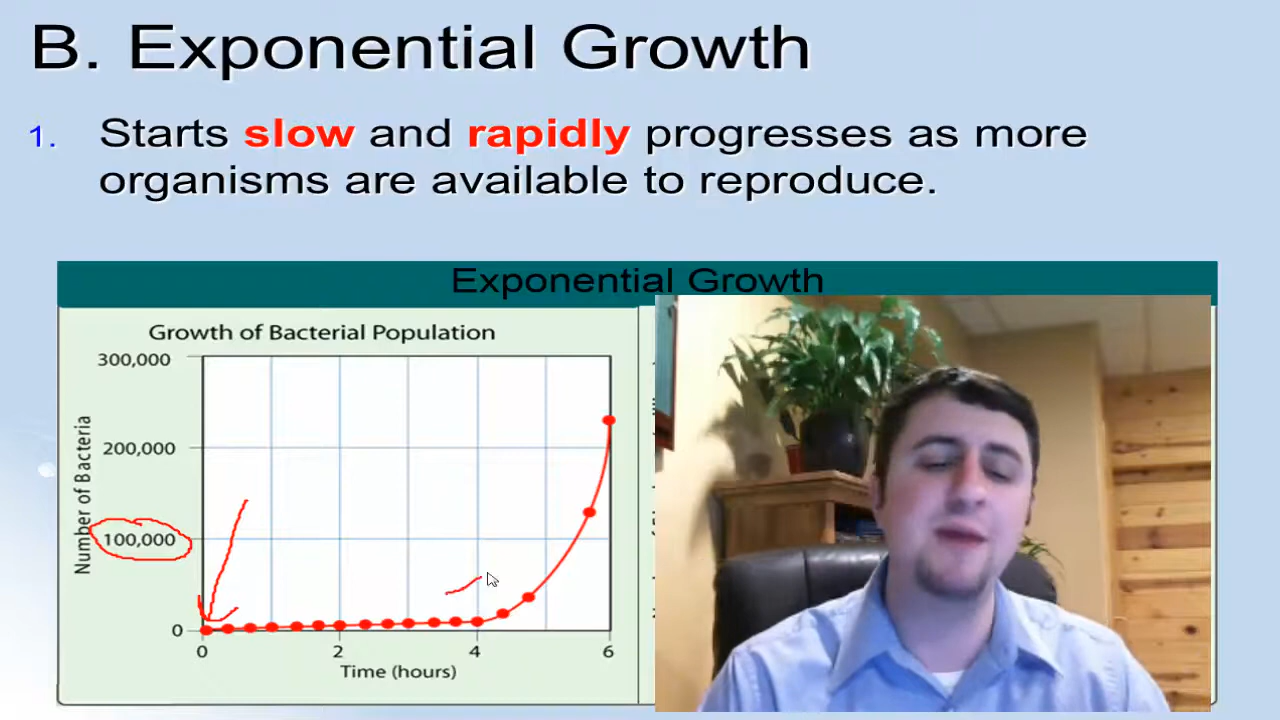 B. Exponential Growth
1. Starts slow and rapidly progresses as more
organisms are available to reproduce.
Exponential Growth
Growth of Bacterial Population
300,000
200,000
100,000
0
Number of Bacteria
0 2 4 6
Time (hours)